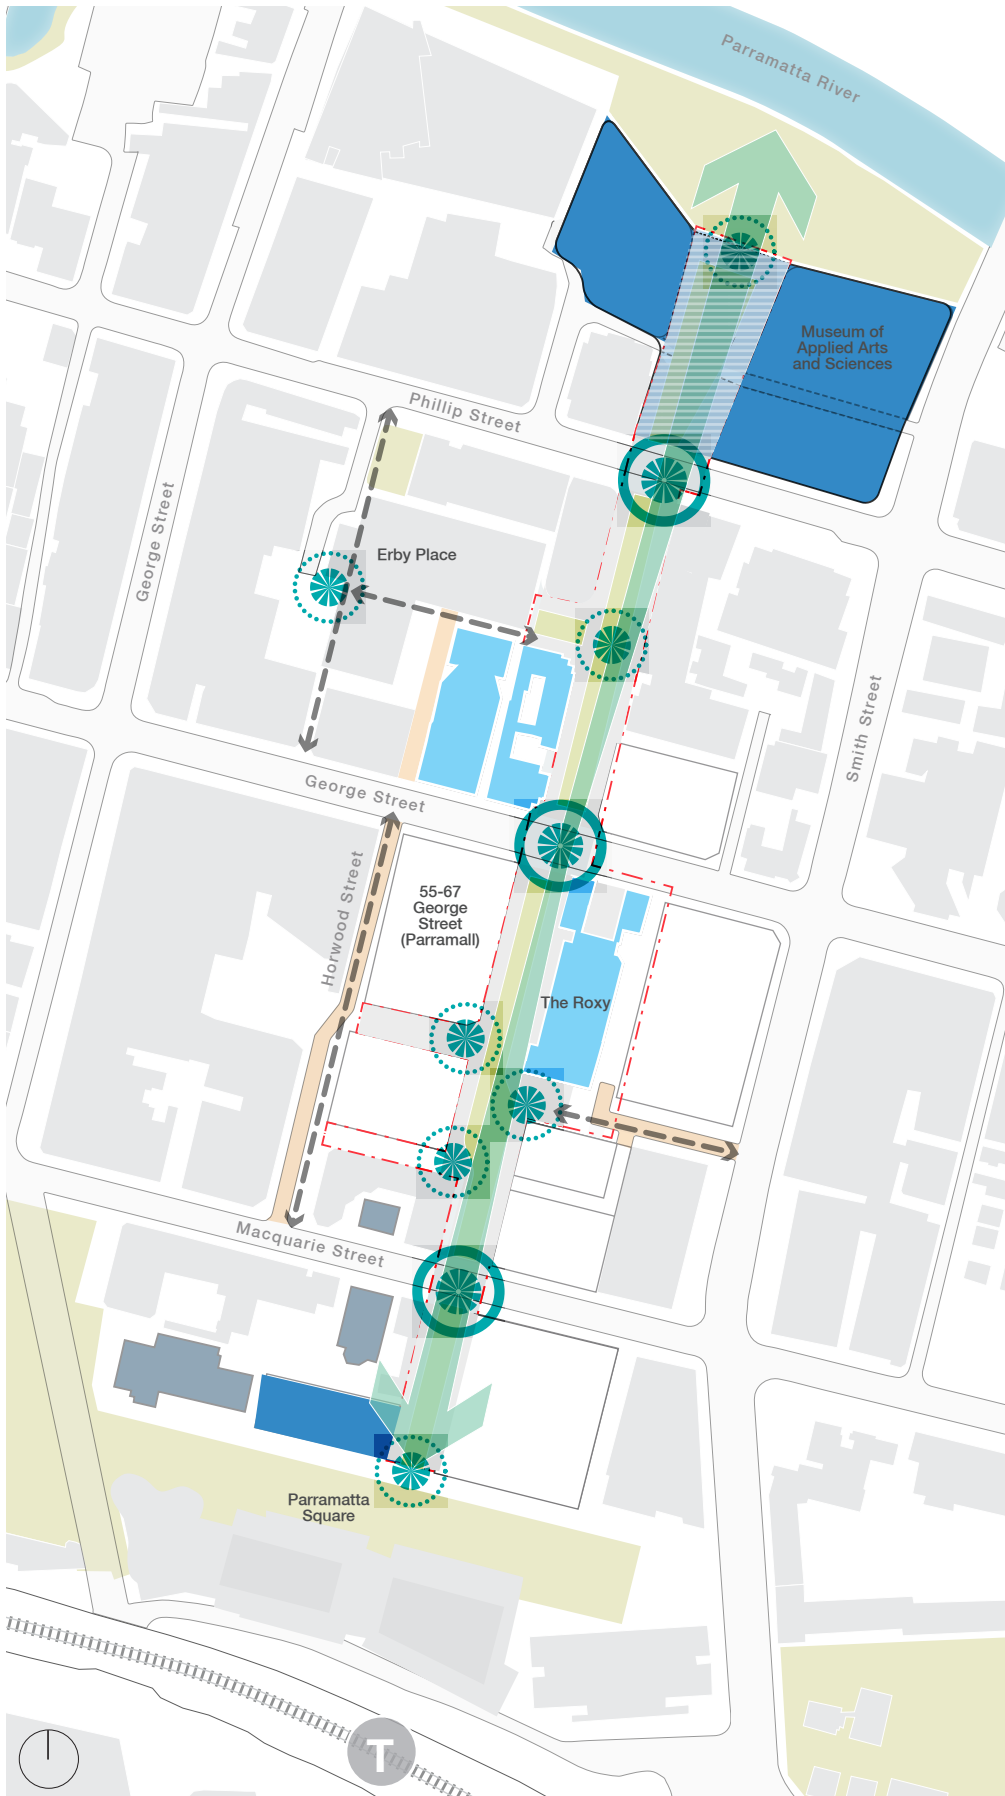 Parramatta River
Museum of
Applied Arts
and Sciences
Phillip Street
George Street
Erby Place
Smith Street
George Street
Horwood Street
55-67
George
Street
(Parramall)
The Roxy
Macquarie Street
Parramatta
Square
T